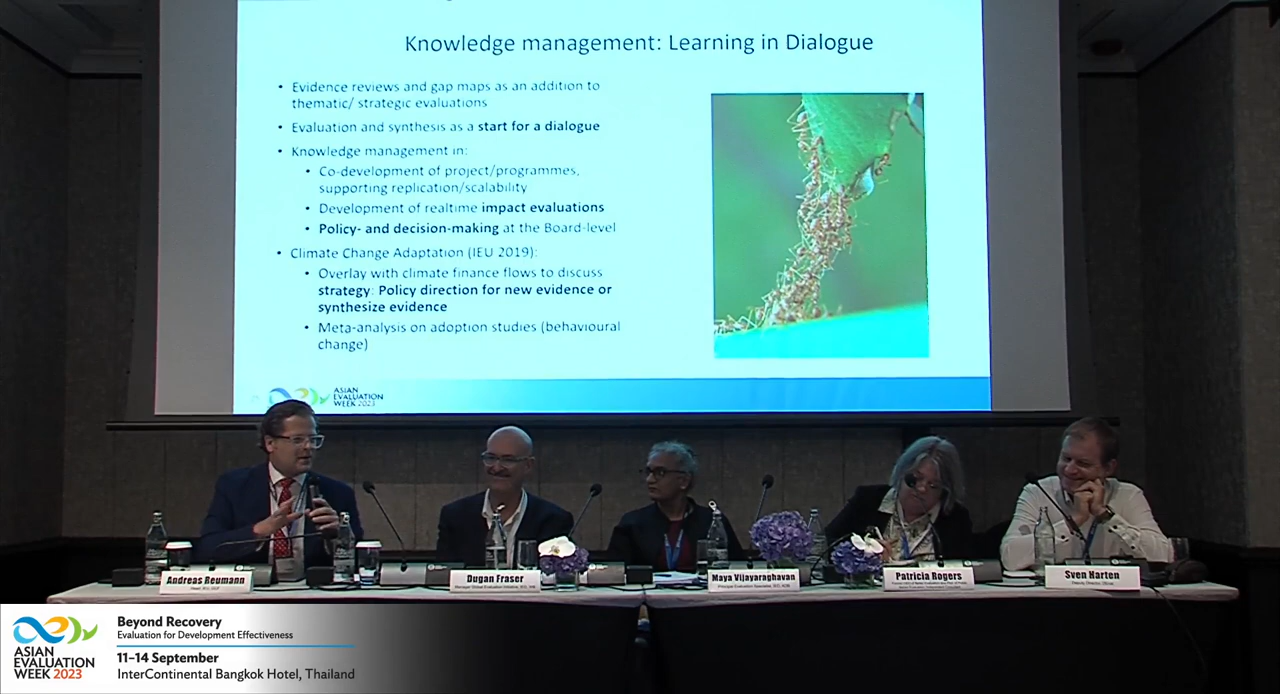 Knowledge management: Learning in Dialogue
• Evidence reviews and gap maps as an addition to
thematic/ strategic evaluations
• Evaluation and synthesis as a start for a dialogue
• Knowledge management in:
• Co-development of project/programmes,
supporting replication/scalability
• Development of realtime impact evaluations
• Policy- and decision-making at the Board-level
• Climate Change Adaptation (IEU 2019):
• Overlay with climate finance flows to discuss
strategy: Policy direction for new evidence or
synthesize evidence
• Meta-analysis on adoption studies (behavioural
change)
ASIAN
EVALUATION
WEEK 2023
Andreas Reumann
Dugan Fraser
Maya Vijayaraghavan
Patricia Rogers
Sven Harten
Beyond Recovery
Evaluation for Development Effectiveness
11–14 September
InterContinental Bangkok Hotel, Thailand
ASIAN
EVALUATION
WEEK 2023